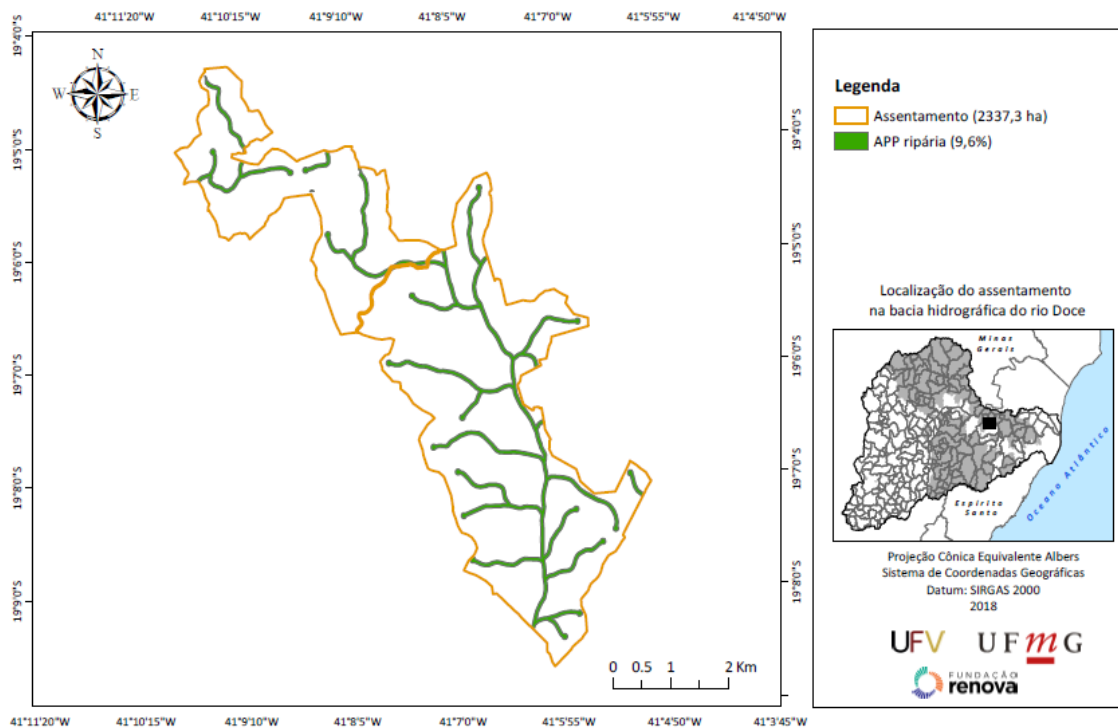 41°11'20"W 41°10'15"W 41°9'10"W 41°8'5"W 41°7'0"W 41°5'55"W 41°4'50"W
19°4'0"S
19°5'0"S
19°6'0"S
19°7'0"S
19°8'0"S
19°9'0"S
N
W E
S
19°4'0"S
19°5'0"S
19°6'0"S
19°7'0"S
19°8'0"S
0 0.5 1 2 Km
41°11'20"W 41°10'15"W 41°9'10"W 41°8'5"W 41°7'0"W 41°5'55"W 41°4'50"W 41°3'45"W
Legenda
Assentamento (2337,3 ha)
APP ripária (9,6%)
Localização do assentamento
na bacia hidrográfica do rio Doce
Minas
Gerais
Espírito
Santo
Oceano Atlântico
Projeção Cônica Equivalente Albers
Sistema de Coordenadas Geográficas
Datum: SIRGAS 2000
2018
UFV UFmG
FUNDAÇÃO
renova